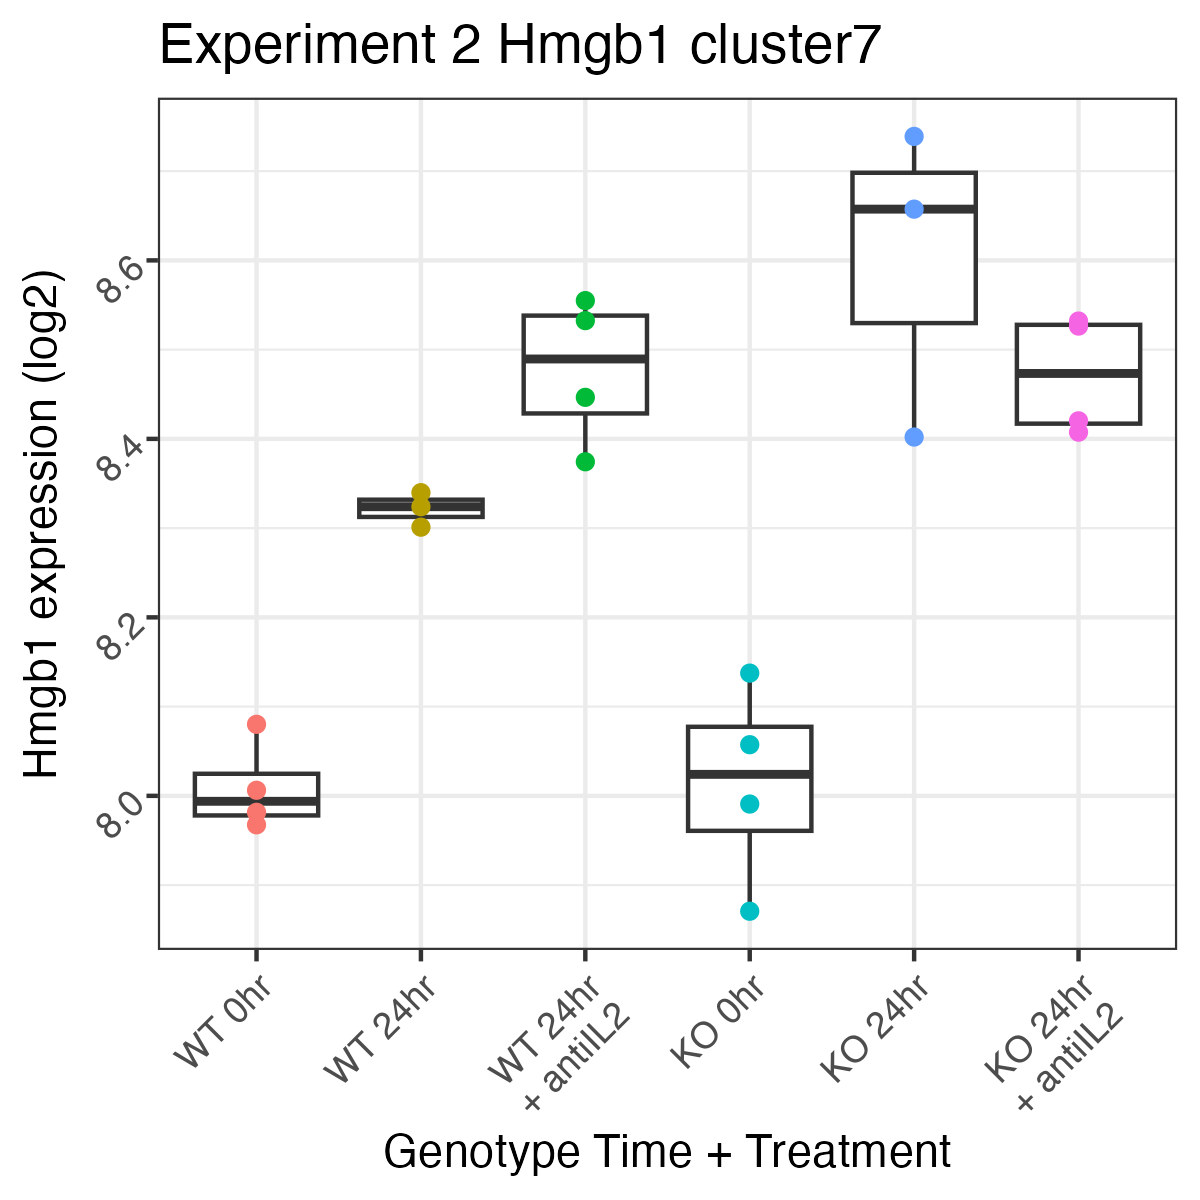 Experiment 2 Hmgb1 cluster7
Hmgb1 expression (log2)
8.6
8.4
8.2
8.0
WT 0hr
WT 24hr
WT 24hr
+ antiIL2
KO 0hr
KO 24hr
KO 24hr
+ antiIL2
Genotype Time + Treatment